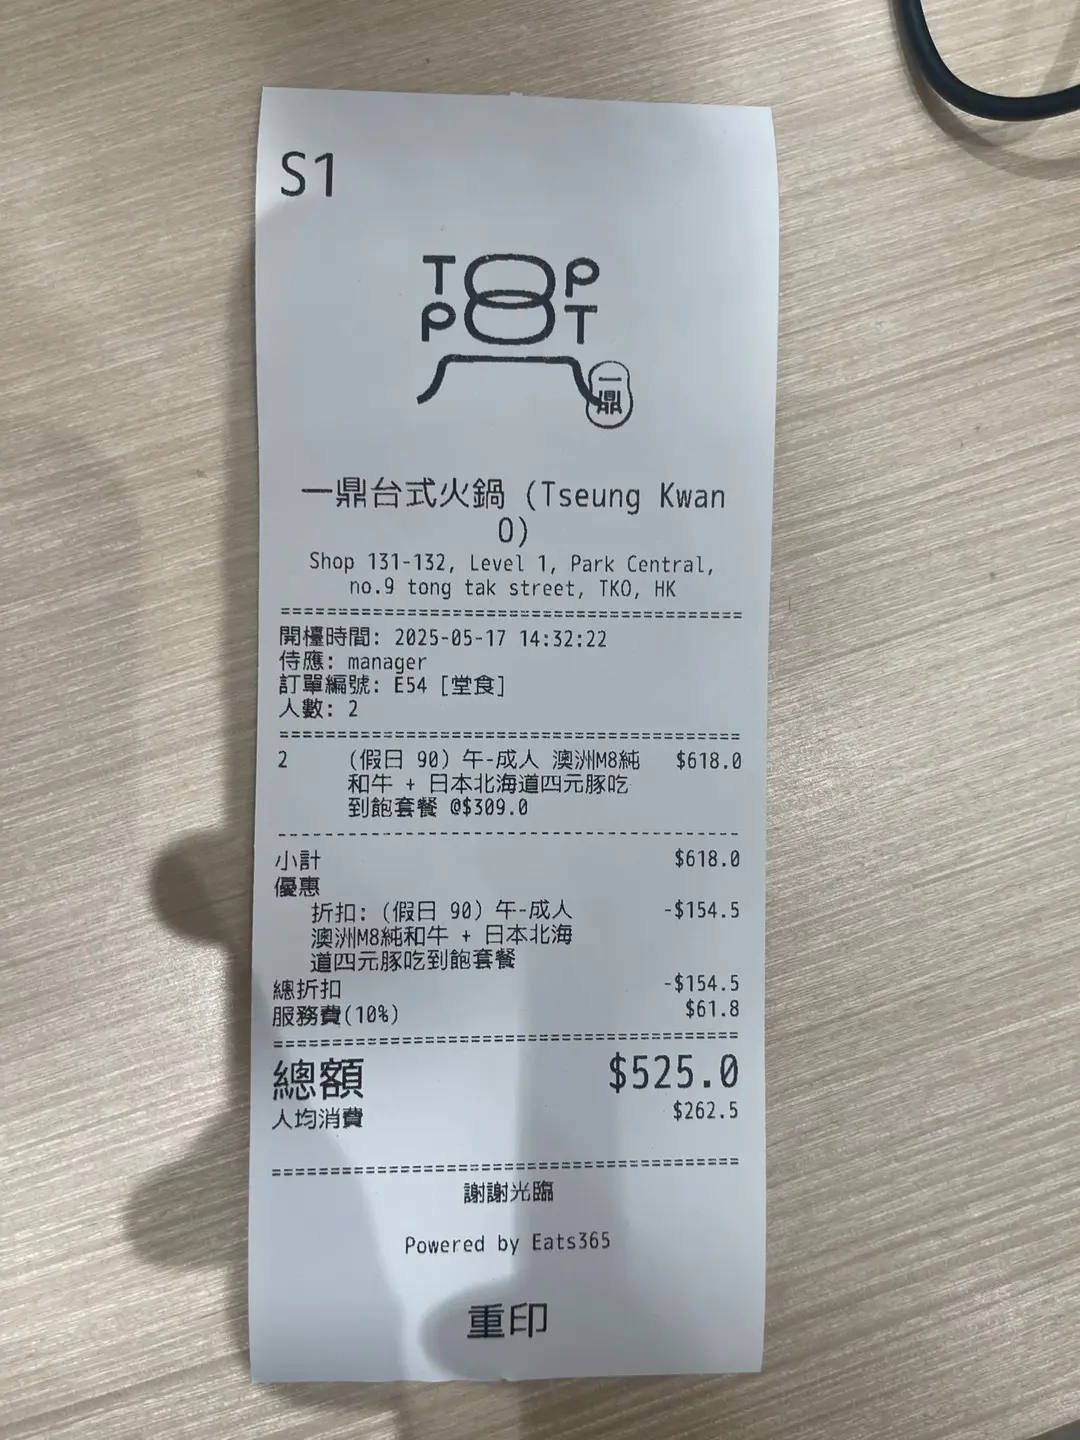 S1
TOP
POT
一鼎
一鼎台式火鍋 (Tseung Kwan
O)
Shop 131-132, Level 1, Park Central,
no.9 tong tak street, TKO, HK
開檯時間: 2025-05-17 14:32:22
侍應: manager
訂單編號: E54 [堂食]
人數: 2
2 (假日 90) 午-成人 澳洲M8純 $618.0
和牛 + 日本北海道四元豚吃
到飽套餐 @$309.0
小計 $618.0
優惠
折扣: (假日 90) 午-成人 -$154.5
澳洲M8純和牛 + 日本北海
道四元豚吃到飽套餐
總折扣 -$154.5
服務費(10%) $61.8
總額 $525.0
人均消費 $262.5
謝謝光臨
Powered by Eats365
重印